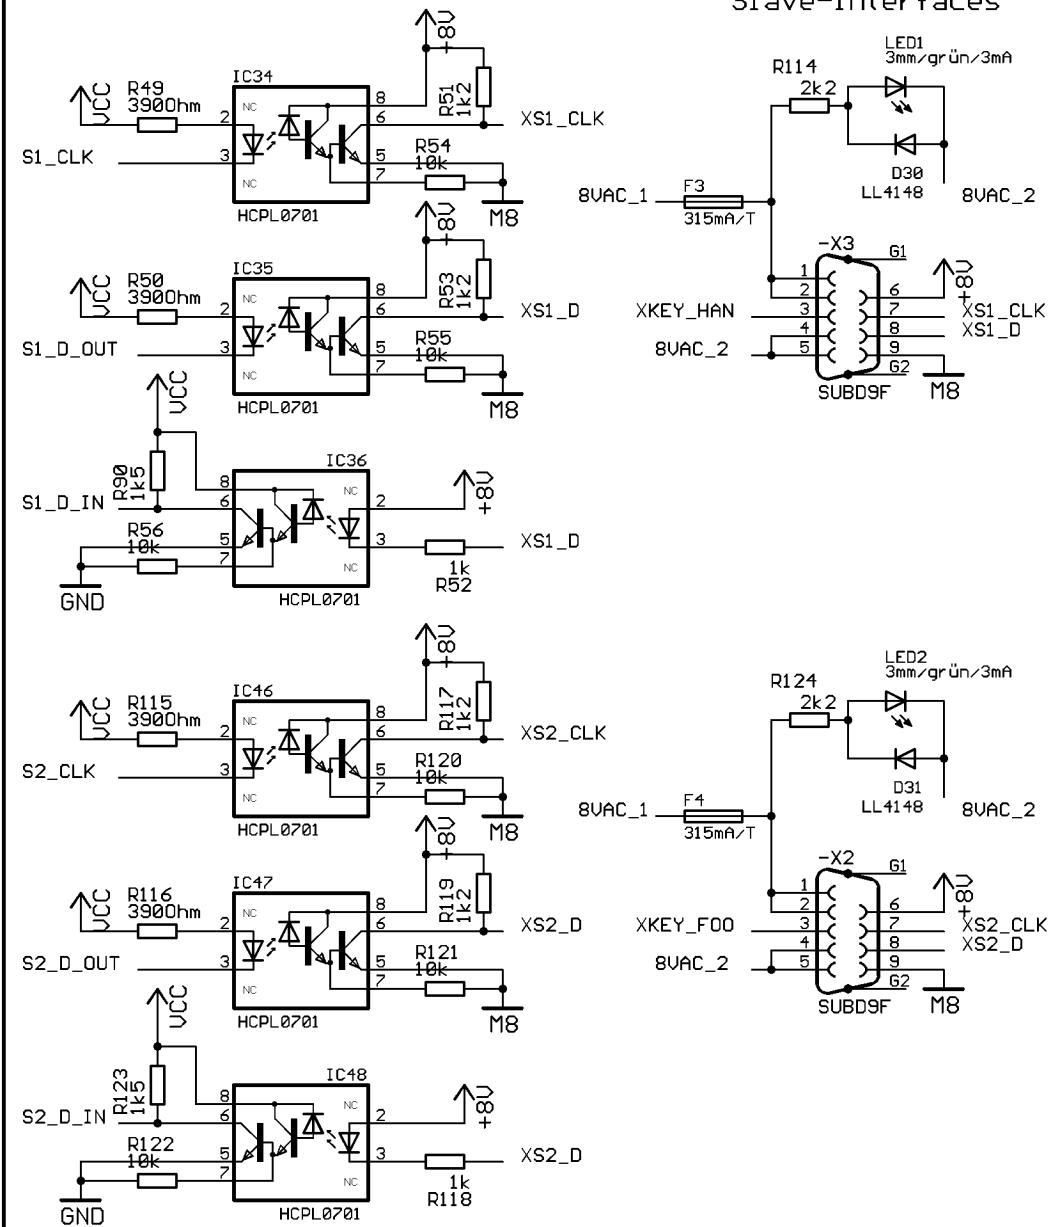 Slave-Interfaces
+8V
IC34
VCC
R49
390Ohm
NC
2
3
NC
8
6
5
7
R51
1k2
XS1_CLK
S1_CLK
R54
10k
M8
HCPL0701
+8V
IC35
VCC
R50
390Ohm
NC
2
3
NC
8
6
5
7
R53
1k2
XS1_D
S1_D_OUT
R55
10k
M8
HCPL0701
VCC
IC36
R90
1k5
8
6
5
7
NC
2
3
NC
+8V
S1_D_IN
R56
10k
XS1_D
1k
R52
GND
HCPL0701
+8V
IC46
VCC
R115
390Ohm
NC
2
3
NC
8
6
5
7
R117
1k2
XS2_CLK
S2_CLK
R120
10k
M8
HCPL0701
+8V
IC47
VCC
R116
390Ohm
NC
2
3
NC
8
6
5
7
R119
1k2
XS2_D
S2_D_OUT
R121
10k
M8
HCPL0701
VCC
IC48
R123
1k5
8
6
5
7
NC
2
3
NC
+8V
S2_D_IN
R122
10k
XS2_D
1k
R118
GND
HCPL0701
LED1
3mm/grün/3mA
R114
2k2
D30
LL4148
8VAC_1
F3
315mA/T
8VAC_2
-X3
G1
1
2
3
4
5
6
7
8
9
+8V
XKEY_HAN
XS1_CLK
XS1_D
8VAC_2
G2
SUBD9F
M8
LED2
3mm/grün/3mA
R124
2k2
D31
LL4148
8VAC_1
F4
315mA/T
8VAC_2
-X2
G1
1
2
3
4
5
6
7
8
9
+8V
XKEY_FOO
XS2_CLK
XS2_D
8VAC_2
G2
SUBD9F
M8